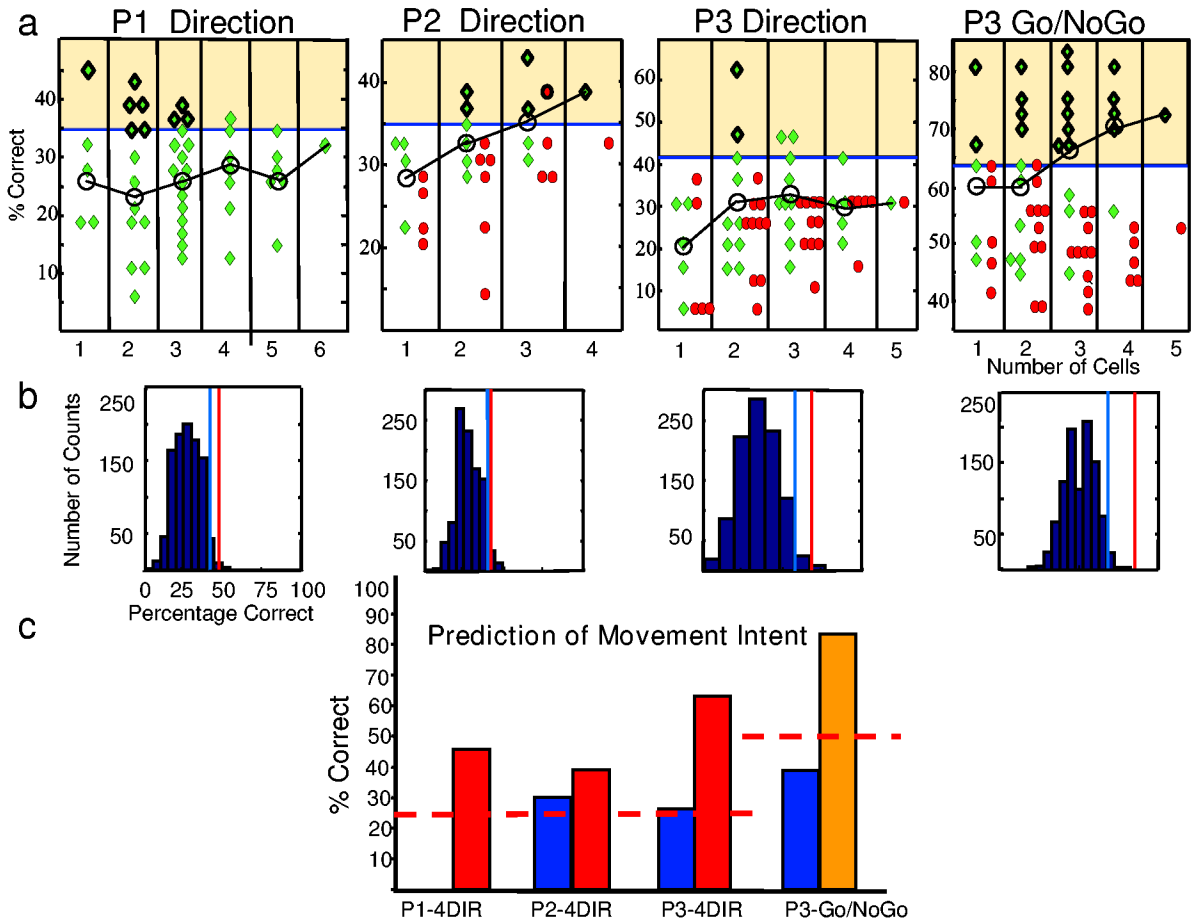 a
P1 Direction
P2 Direction
P3 Direction
P3 Go/NoGo
% Correct
40
30
20
10
1 2 3 4 5 6
40
30
20
1 2 3 4
60
50
40
30
20
10
1 2 3 4 5
80
70
60
50
40
1 2 3 4 5
Number of Cells
b
Number of Counts
250
150
50
0 25 50 75 100
Percentage Correct
250
150
50
250
150
50
250
150
50
c
Prediction of Movement Intent
% Correct
100
90
80
70
60
50
40
30
20
10
P1-4DIR P2-4DIR P3-4DIR P3-Go/NoGo